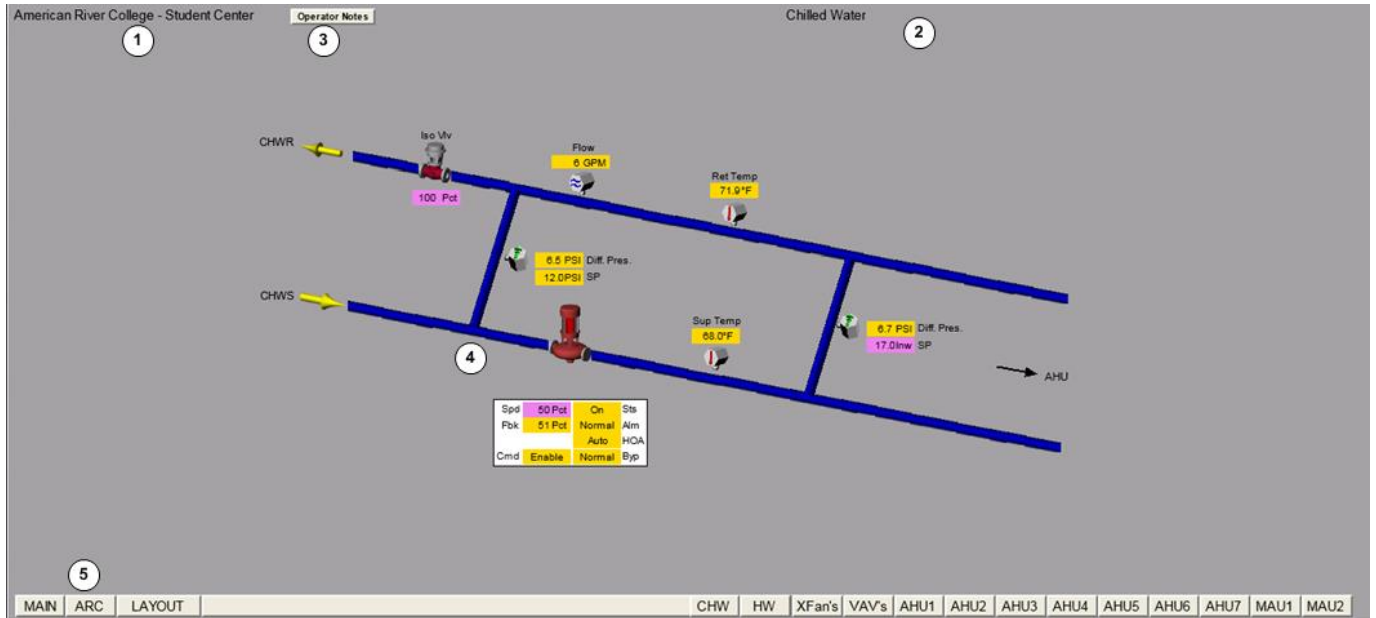 American River College - Student Center
Operator Notes
Chilled Water
1
2
3
Iso Vlv
CHWR
Flow
6 GPM
Ret Temp
71.9°F
100 Pct
6.5 PSI Diff. Pres.
12.0PSI SP
CHWS
Sup Temp
68.0°F
6.7 PSI Diff. Pres.
17.0Inw SP
4
AHU
Spd 50 Pct On Sts
Fbk 51 Pct Normal Alm
Auto HOA
Cmd Enable Normal Byp
5
MAIN ARC LAYOUT CHW HW XFan's VAV's AHU1 AHU2 AHU3 AHU4 AHU5 AHU6 AHU7 MAU1 MAU2